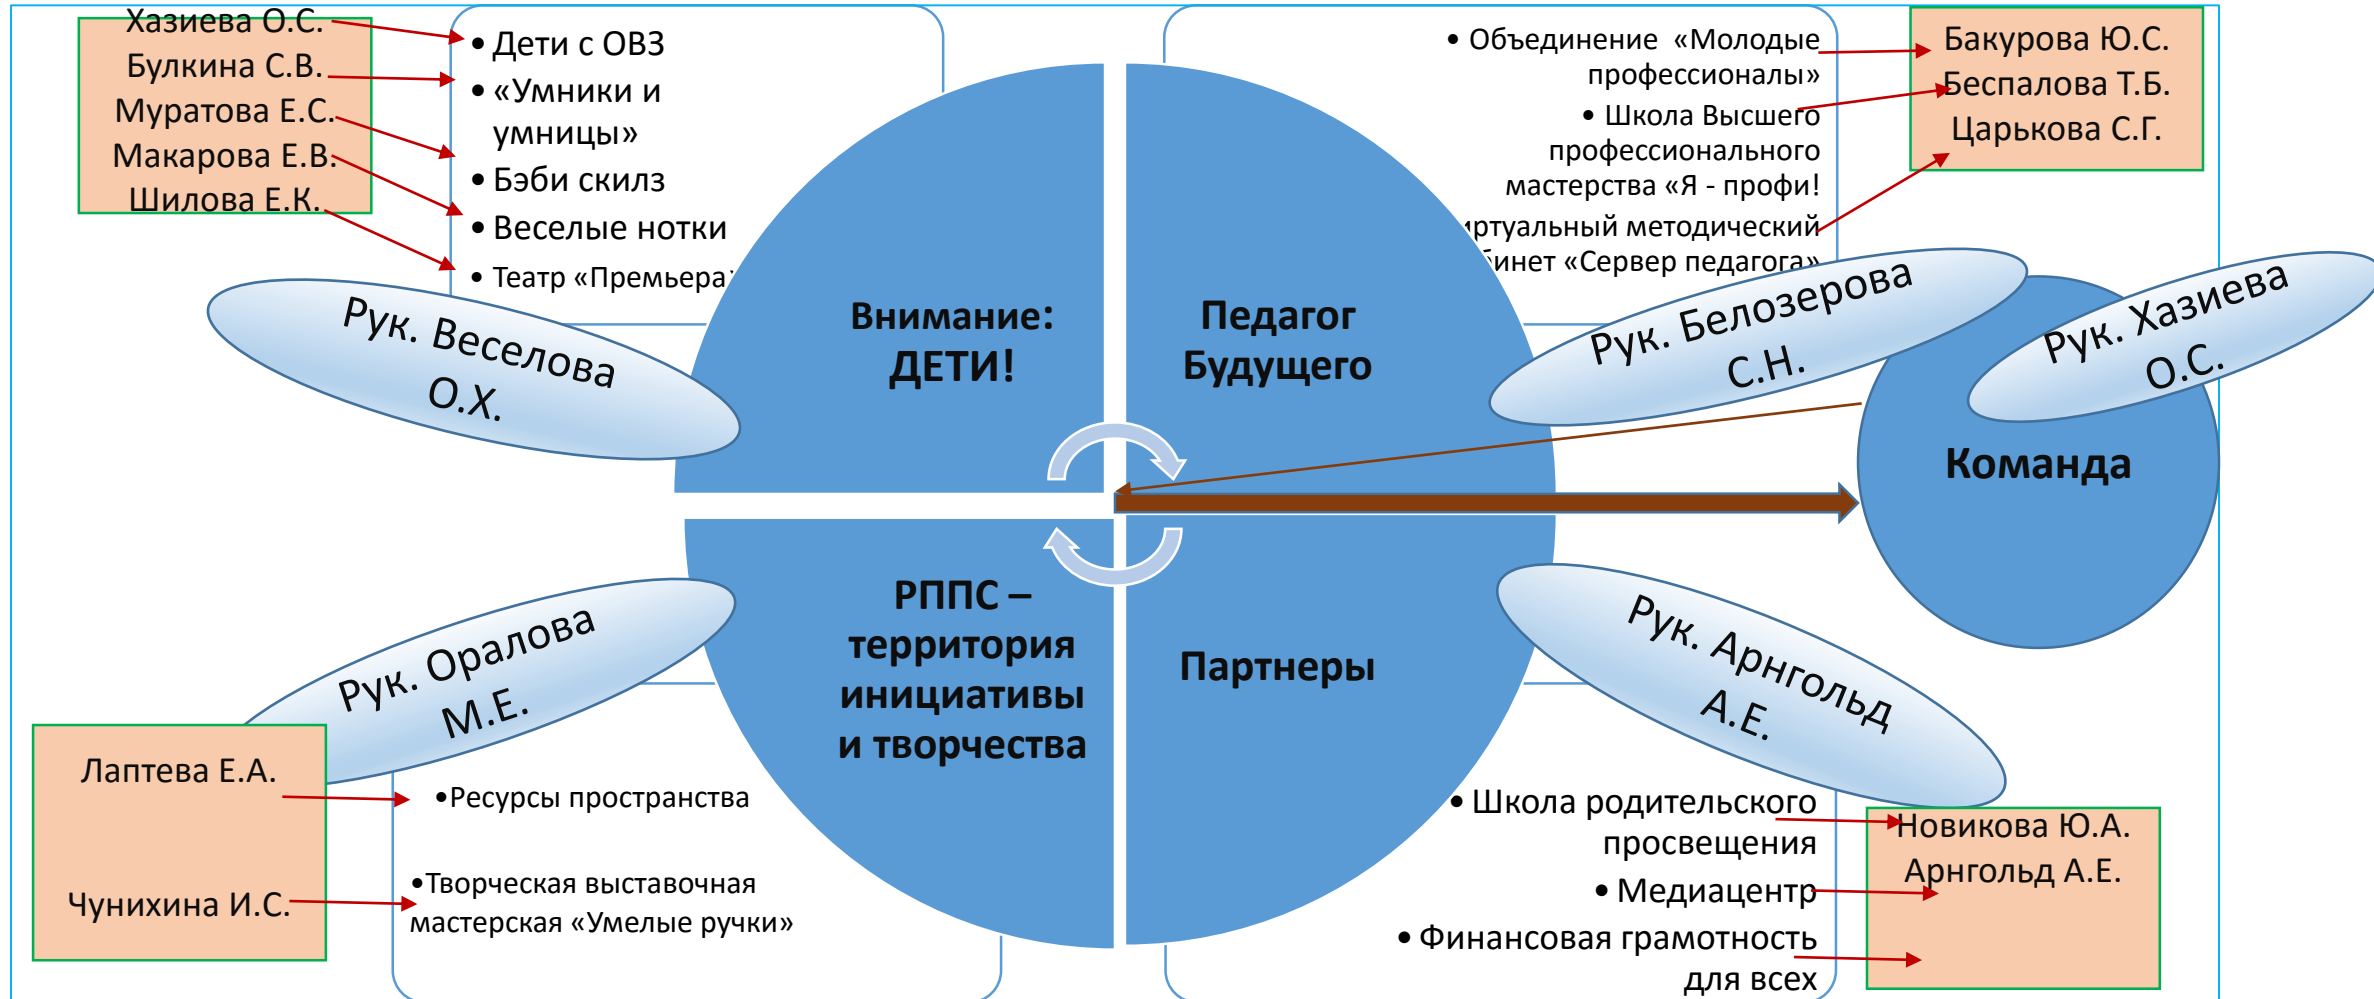 Хазиева О.С.
Булкина С.В.
Муратова Е.С.
Макарова Е.В.
Шилова Е.К.
• Дети с ОВЗ
• «Умники и
умницы»
• Бэби скилз
• Веселые нотки
• Театр «Премьера»
Рук. Веселова
О.Х.
Внимание:
ДЕТИ!
Педагог
Будущего
• Объединение «Молодые
профессионалы»
• Школа Высшего
профессионального
мастерства «Я - профи!
методический
«Сервер педагога»
Бакурова Ю.С.
Беспалова Т.Б.
Царькова С.Г.
Рук. Белозерова
С.Н.
Рук. Хазиева
О.С.
Команда
РППС –
территория
инициативы
и творчества
Партнеры
Рук. Оралова
М.Е.
Лаптева Е.А.
Чунихина И.С.
•Ресурсы пространства
•Творческая выставочная
мастерская «Умелые ручки»
Рук. Арнгольд
А.Е.
• Школа родительского
просвещения
• Медиацентр
• Финансовая грамотность
для всех
Новикова Ю.А.
Арнгольд А.Е.